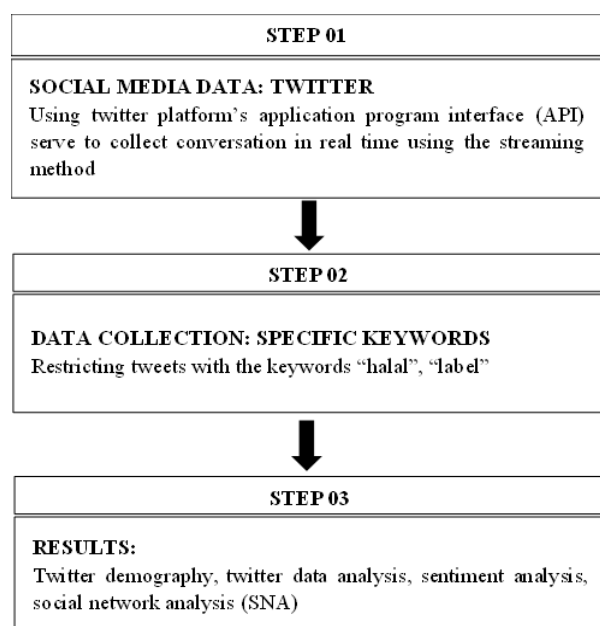 STEP 01
SOCIAL MEDIA DATA: TWITTER
Using twitter platform's application program interface (API)
serve to collect conversation in real time using the streaming
method
STEP 02
DATA COLLECTION: SPECIFIC KEYWORDS
Restricting tweets with the keywords “halal”, “label”
STEP 03
RESULTS:
Twitter demography, twitter data analysis, sentiment analysis,
social network analysis (SNA)